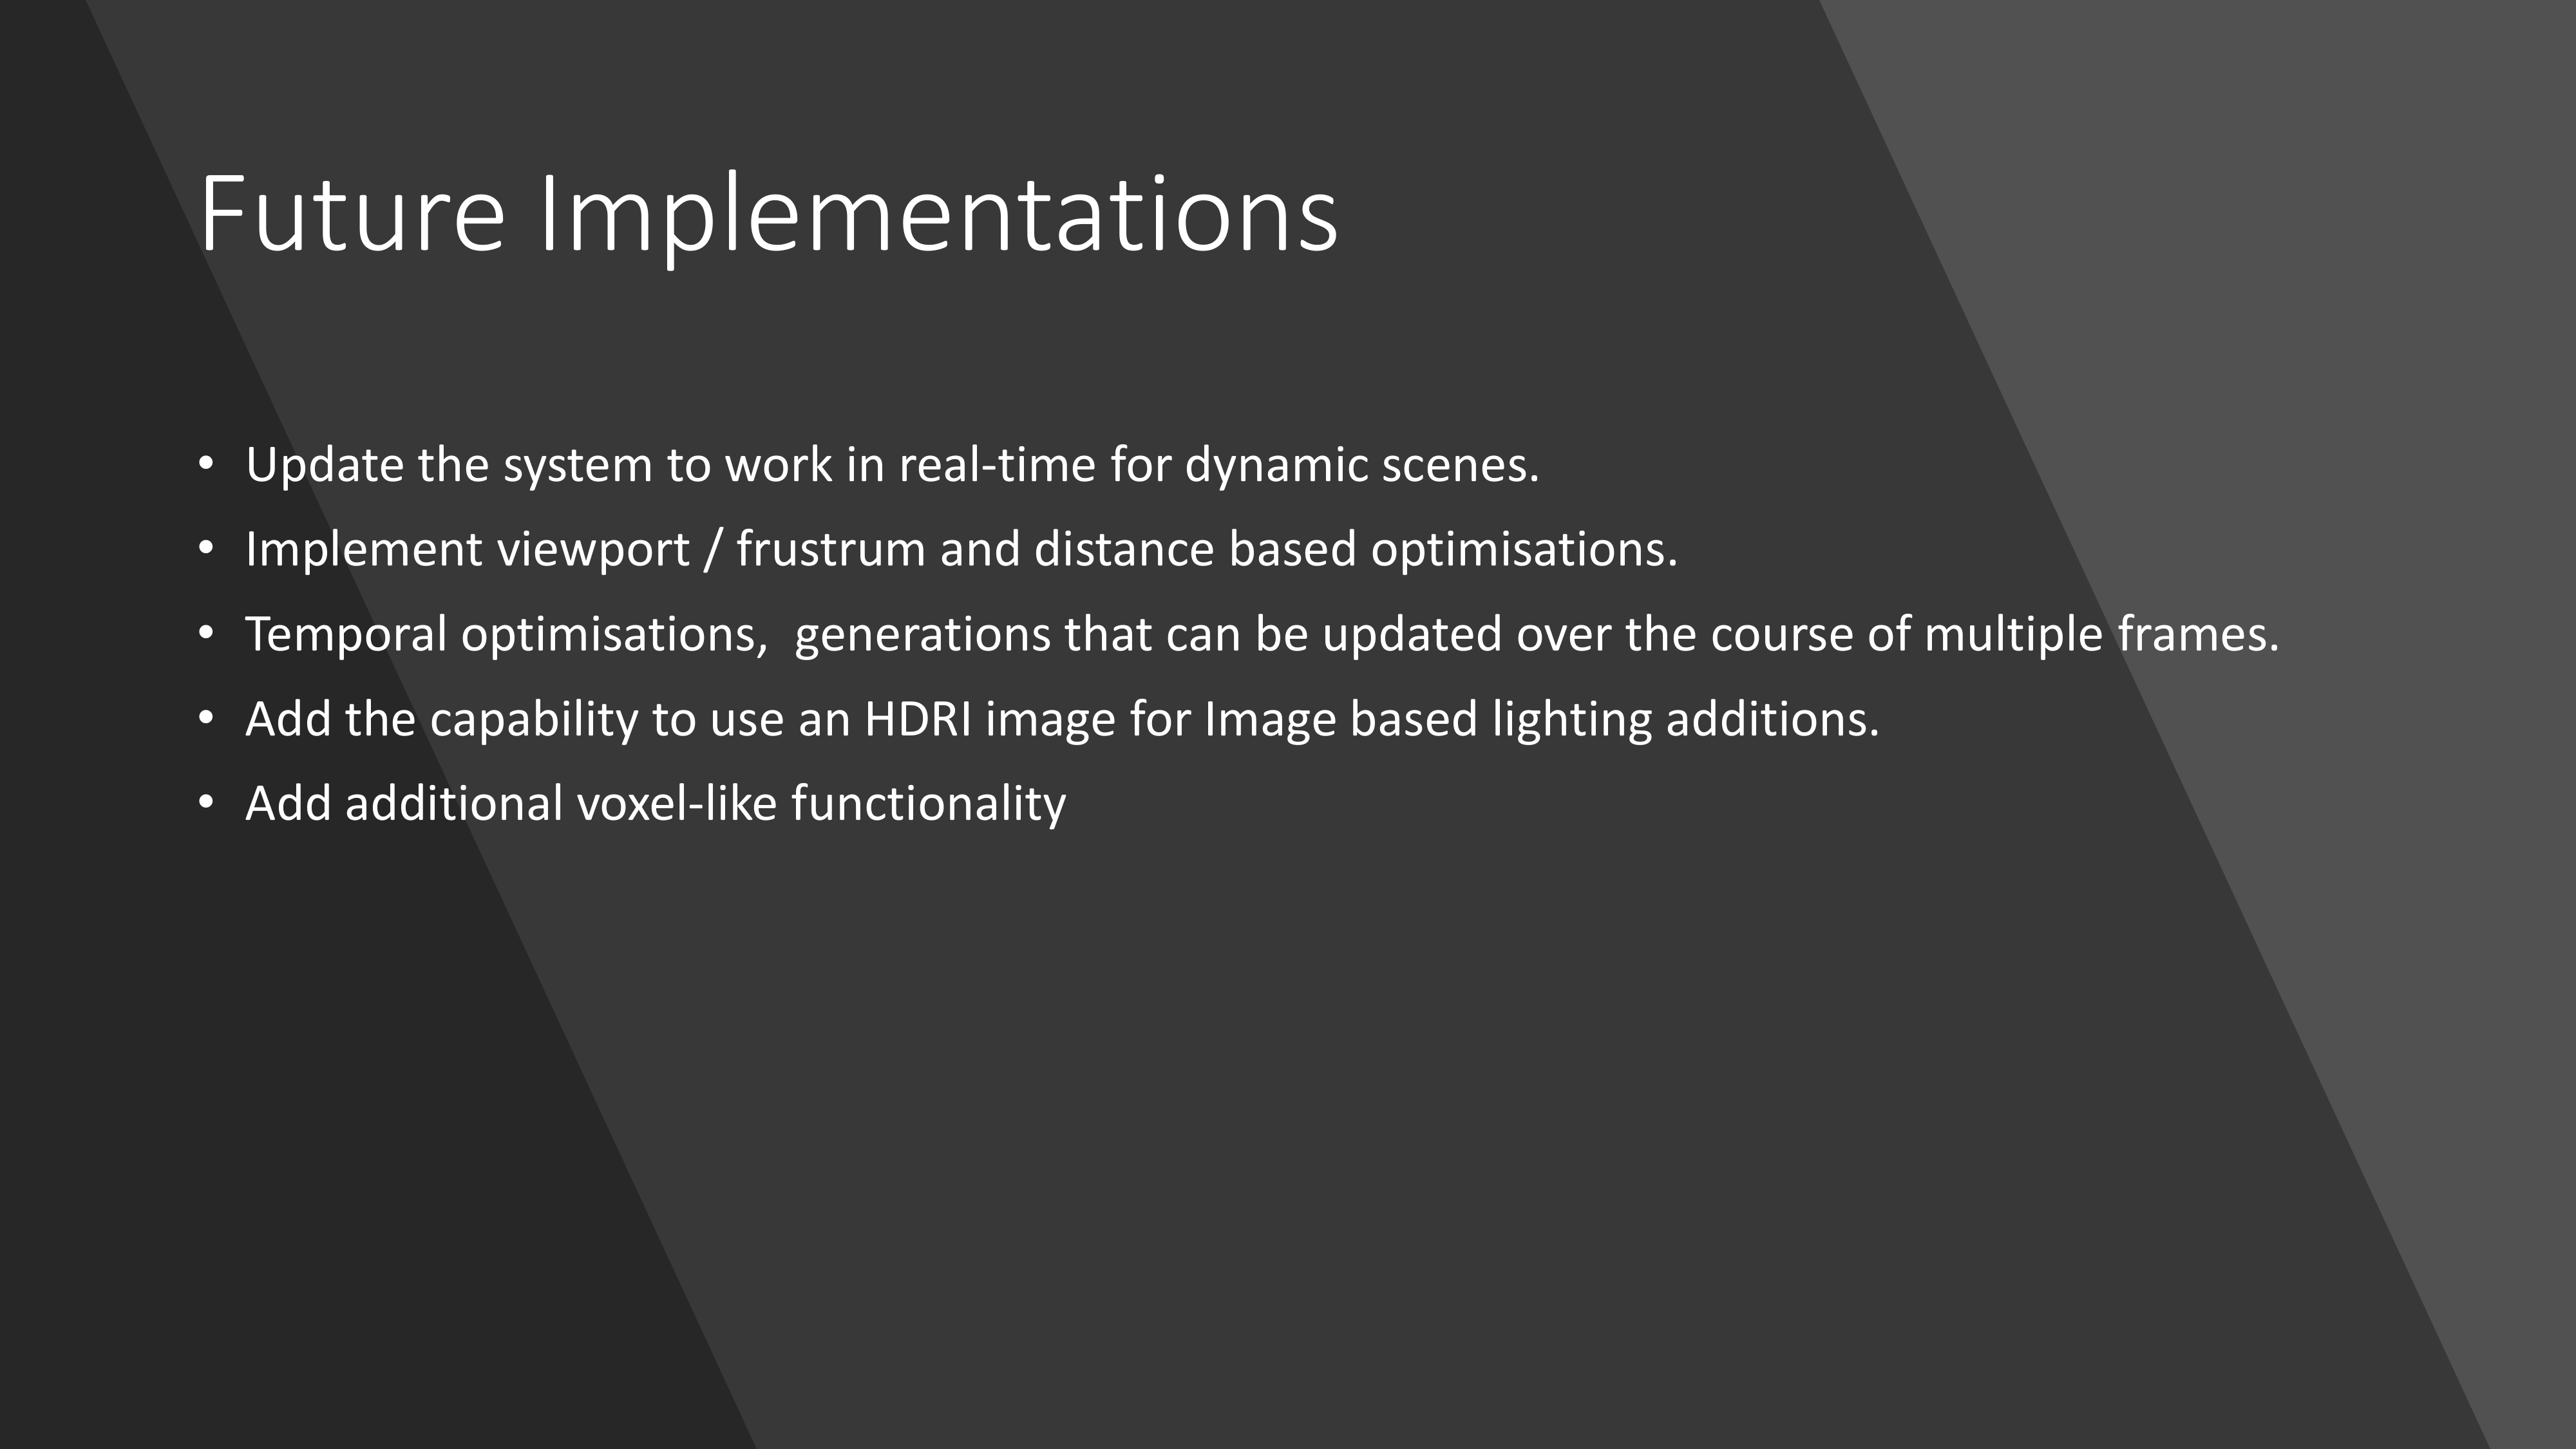 Future Implementations
• Update the system to work in real-time for dynamic scenes.
• Implement viewport / frustrum and distance based optimisations.
• Temporal optimisations,  generations that can be updated over the course of multiple frames.
• Add the capability to use an HDRI image for Image based lighting additions.
• Add additional voxel-like functionality